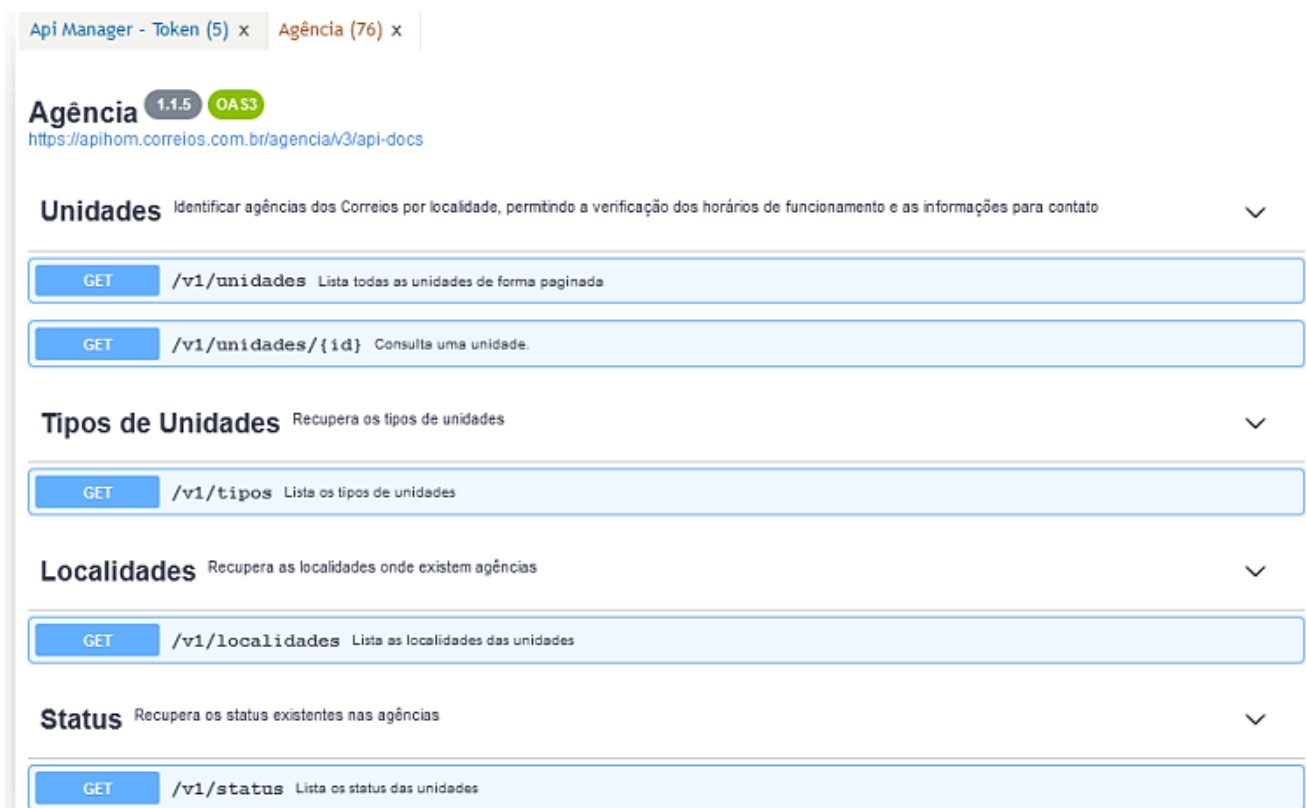 Api Manager - Token (5) x Agência (76) x
Agência 1.1.5 OAS3
https://apihom.correios.com.br/agencia/v3/api-docs
Unidades Identificar agências dos Correios por localidade, permitindo a verificação dos horários de funcionamento e as informações para contato
GET /v1/unidades Lista todas as unidades de forma paginada
GET /v1/unidades/{id} Consulta uma unidade.
Tipos de Unidades Recupera os tipos de unidades
GET /v1/tipos Lista os tipos de unidades
Localidades Recupera as localidades onde existem agências
GET /v1/localidades Lista as localidades das unidades
Status Recupera os status existentes nas agências
GET /v1/status Lista os status das unidades